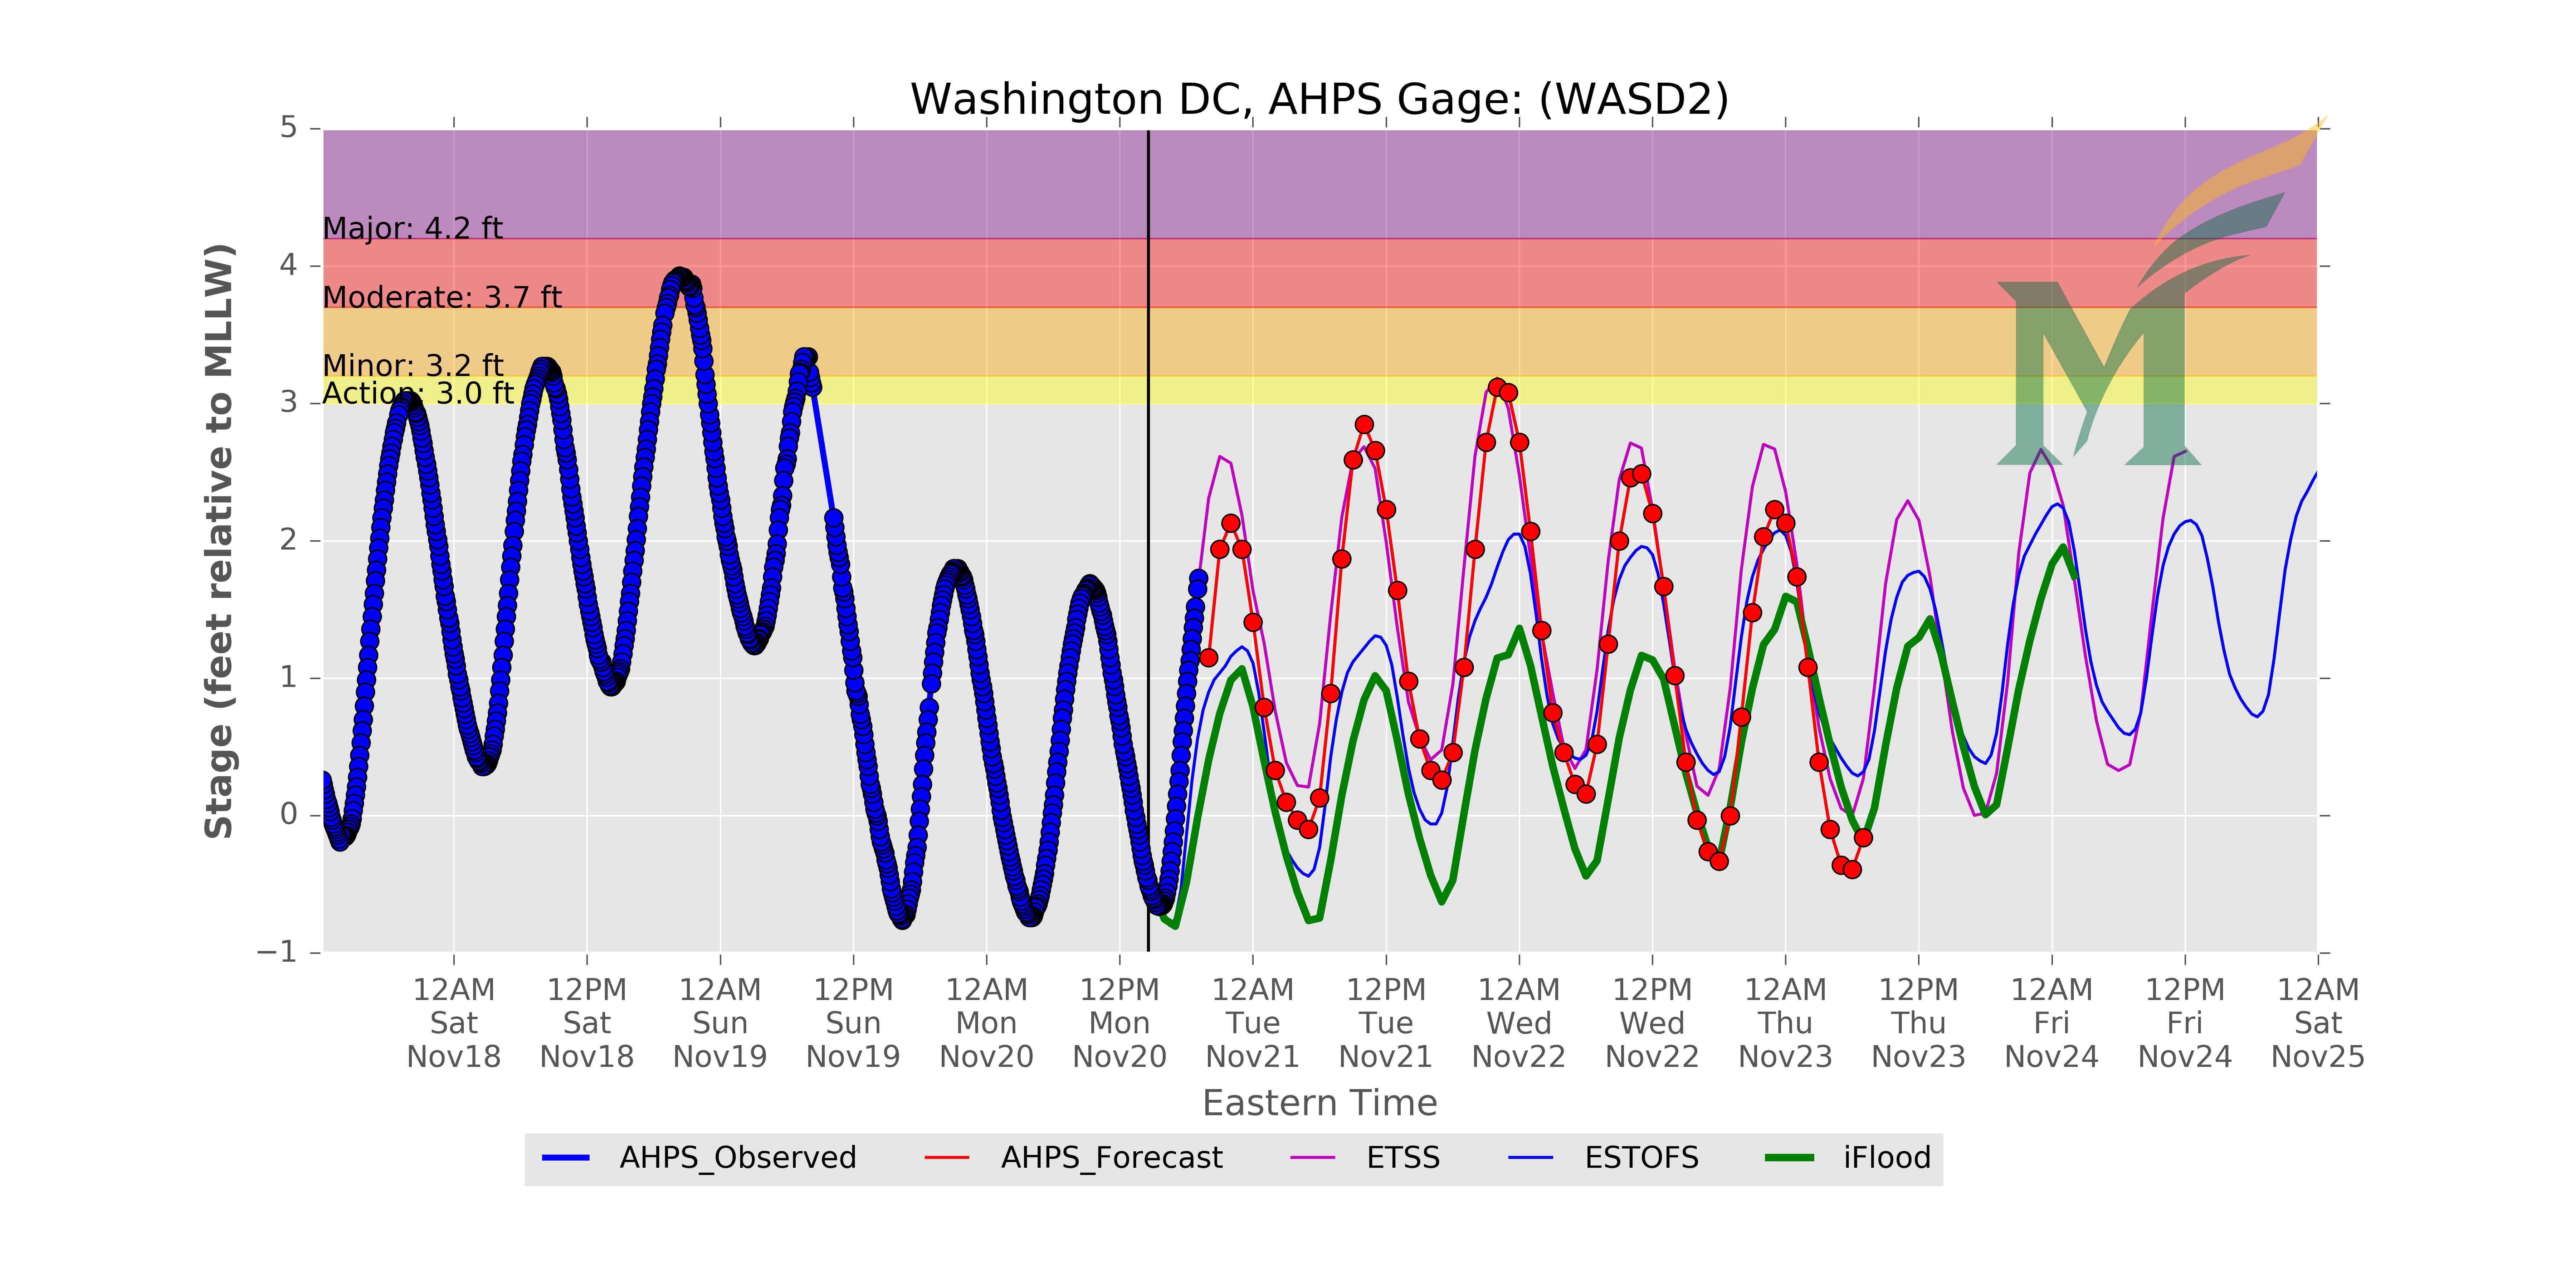 Washington DC, AHPS Gage: (WASD2)
Stage (feet relative to MLLW)
5
4
3
2
1
0
−1
Major: 4.2 ft
Moderate: 3.7 ft
Minor: 3.2 ft
Action: 3.0 ft
12AM 12PM 12AM 12PM 12AM 12PM 12AM 12PM 12AM 12PM 12AM 12PM 12AM 12PM 12AM
Sat Sat Sun Sun Mon Mon Tue Tue Wed Wed Thu Thu Fri Fri Sat
Nov18 Nov18 Nov19 Nov19 Nov20 Nov20 Nov21 Nov21 Nov22 Nov22 Nov23 Nov23 Nov24 Nov24 Nov25
Eastern Time
AHPS_Observed AHPS_Forecast ETSS ESTOFS iFlood
M